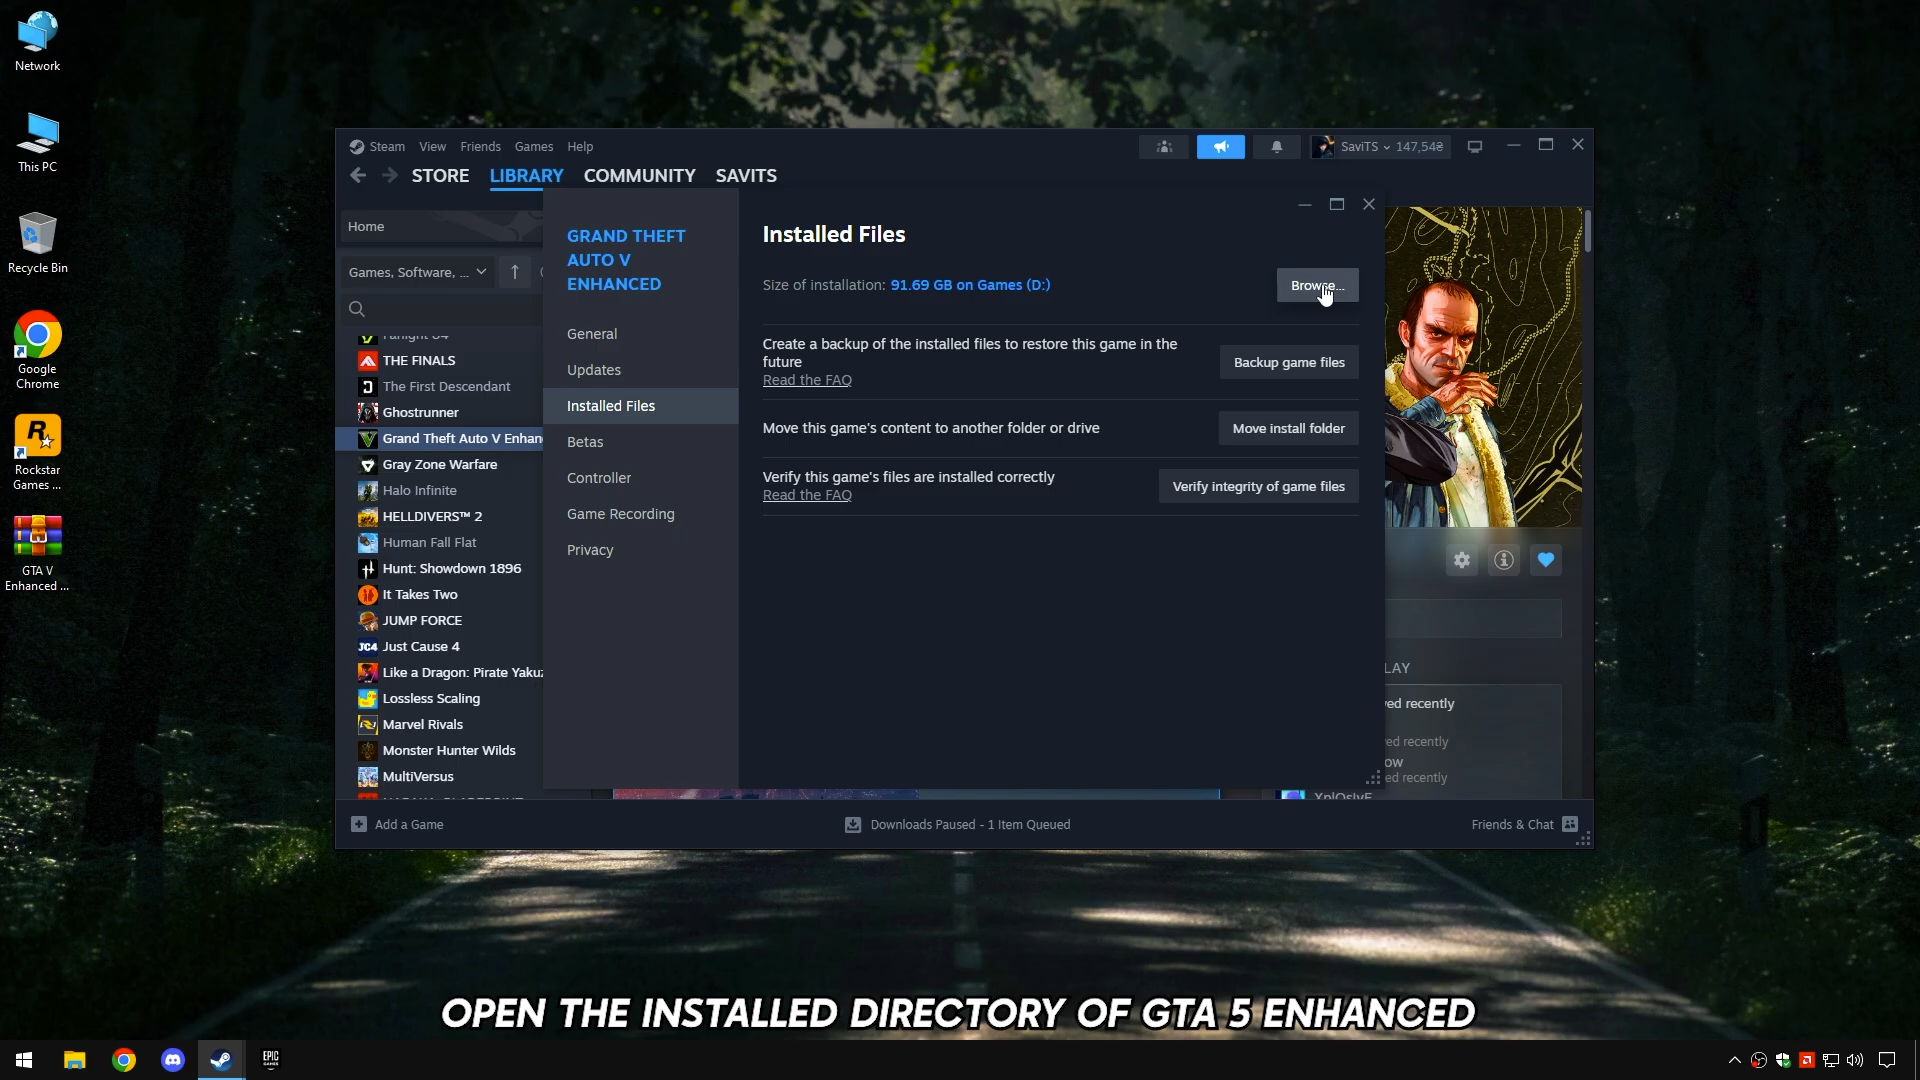 Network
This PC
Recycle Bin
Google
Chrome
Rockstar
Games ...
GTA V
Enhanced ...
Steam View Friends Games Help
SaviTS 147,54₴
STORE LIBRARY COMMUNITY SAVITS
Home
Games, Software, ...
THE FINALS
The First Descendant
Ghostrunner
Grand Theft Auto V Enhan
Gray Zone Warfare
Halo Infinite
HELLDIVERS™ 2
Human Fall Flat
Hunt: Showdown 1896
It Takes Two
JUMP FORCE
JC4 Just Cause 4
Like a Dragon: Pirate Yakuz
Lossless Scaling
Marvel Rivals
Monster Hunter Wilds
MultiVersus
GRAND THEFT
AUTO V
ENHANCED
General
Updates
Installed Files
Betas
Controller
Game Recording
Privacy
Installed Files
Size of installation: 91.69 GB on Games (D:)
Browse...
Create a backup of the installed files to restore this game in the
future
Read the FAQ
Backup game files
Move this game's content to another folder or drive
Move install folder
Verify this game's files are installed correctly
Read the FAQ
Verify integrity of game files
LAY
ed recently
ed recently
ow
ed recently
Add a Game
Downloads Paused - 1 Item Queued
Friends & Chat
OPEN THE INSTALLED DIRECTORY OF GTA 5 ENHANCED
EPIC
GAMES